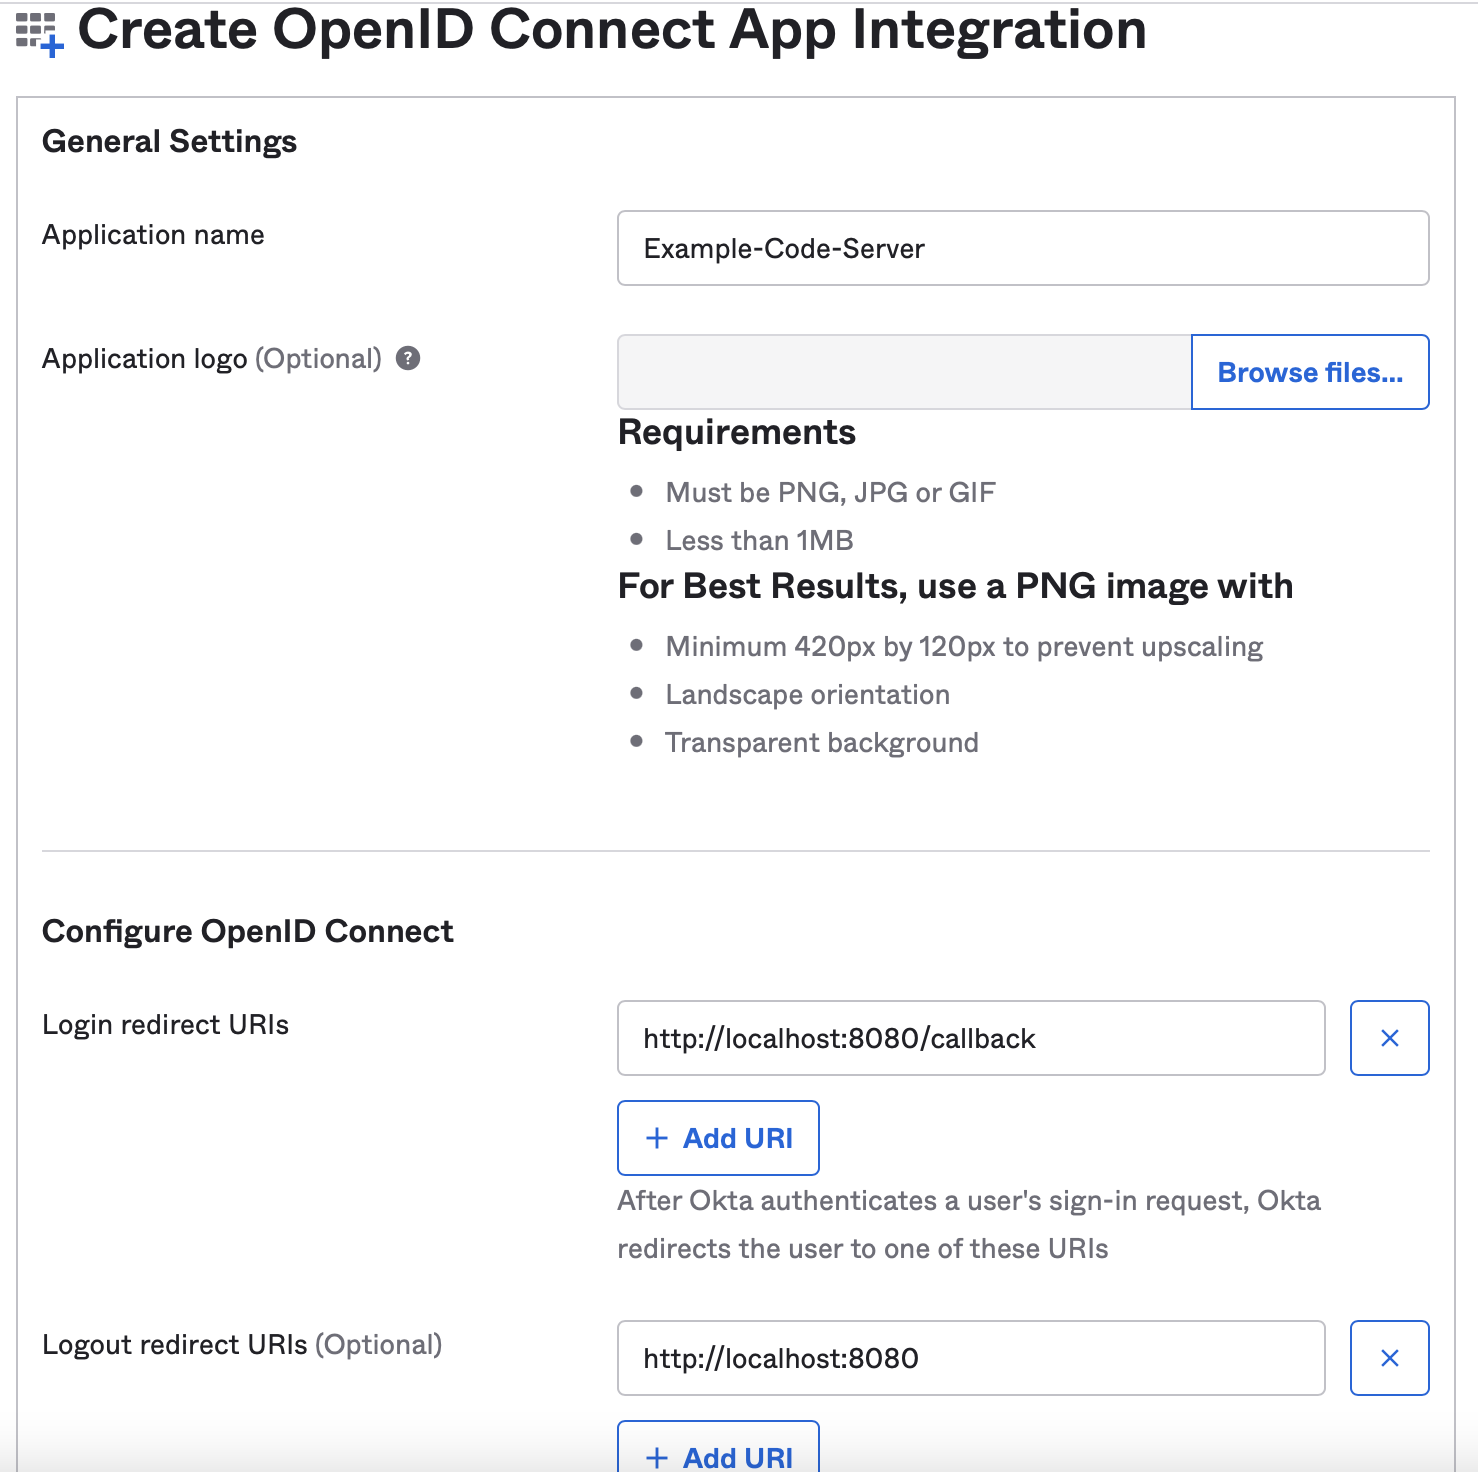 Create OpenID Connect App Integration
General Settings
Application name
Example-Code-Server
Application logo (Optional) ?
Browse files...
Requirements
Must be PNG, JPG or GIF
Less than 1MB
For Best Results, use a PNG image with
Minimum 420px by 120px to prevent upscaling
Landscape orientation
Transparent background
Configure OpenID Connect
Login redirect URIs
http://localhost:8080/callback
+ Add URI
After Okta authenticates a user's sign-in request, Okta
redirects the user to one of these URIs
Logout redirect URIs (Optional)
http://localhost:8080
+ Add URI